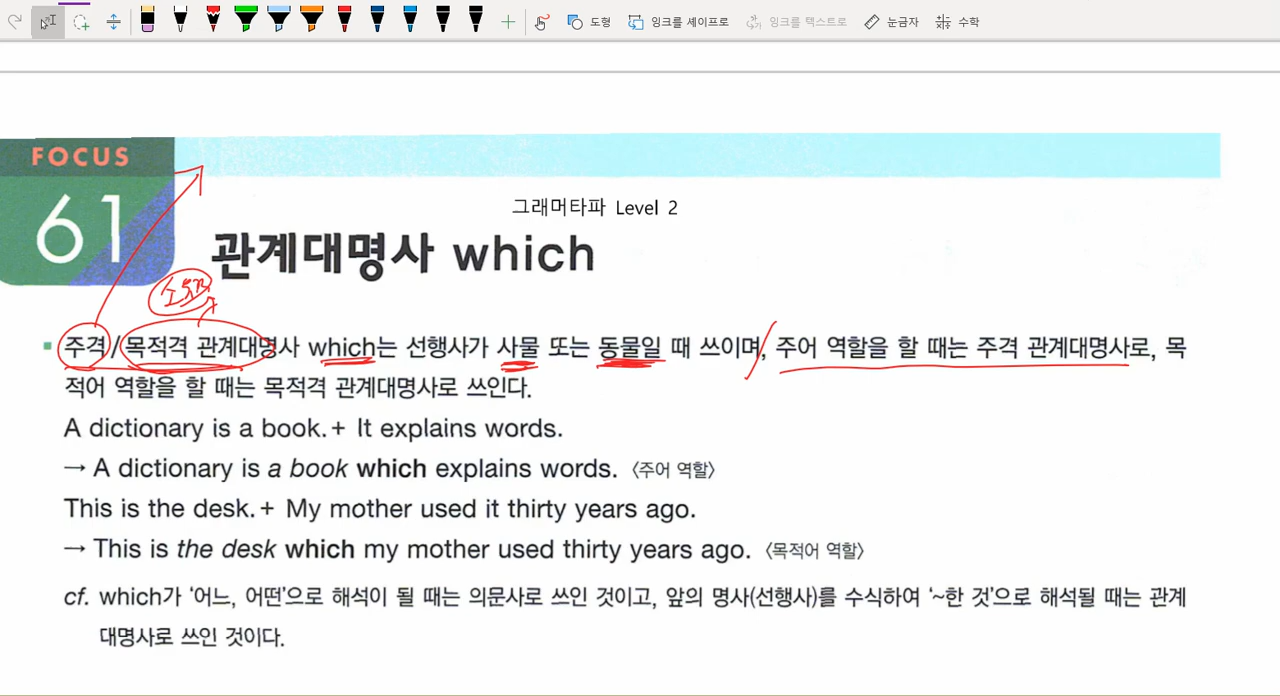 도형 잉크를 셰이프로 잉크를 텍스트로 눈금자 수학
FOCUS
61
그래머타파 Level 2
관계대명사 which
소유격
주격/목적격 관계대명사 which는 선행사가 사물 또는 동물일 때 쓰이며, 주어 역할을 할 때는 주격 관계대명사로, 목
적어 역할을 할 때는 목적격 관계대명사로 쓰인다.
A dictionary is a book. + It explains words.
→ A dictionary is a book which explains words. 〈주어 역할〉
This is the desk. + My mother used it thirty years ago.
→ This is the desk which my mother used thirty years ago. 〈목적어 역할〉
cf. which가 ‘어느, 어떤’으로 해석이 될 때는 의문사로 쓰인 것이고, 앞의 명사(선행사)를 수식하여 ‘~한 것’으로 해석될 때는 관계
대명사로 쓰인 것이다.